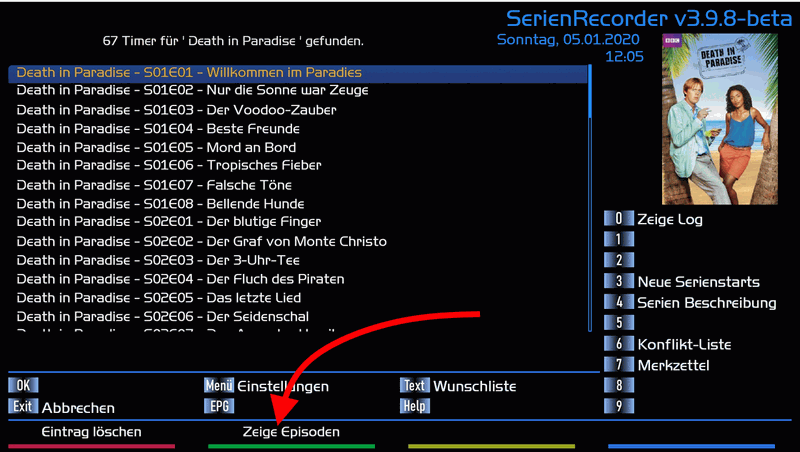 SerienRecorder v3.9.8-beta
67 Timer für ' Death in Paradise ' gefunden.
Sonntag, 05.01.2020
12:05
BBC
DEATH IN
PARADISE
Death in Paradise - S01E01 - Willkommen im Paradies
Death in Paradise - S01E02 - Nur die Sonne war Zeuge
Death in Paradise - S01E03 - Der Voodoo-Zauber
Death in Paradise - S01E04 - Beste Freunde
Death in Paradise - S01E05 - Mord an Bord
Death in Paradise - S01E06 - Tropisches Fieber
Death in Paradise - S01E07 - Falsche Töne
Death in Paradise - S01E08 - Bellende Hunde
Death in Paradise - S02E01 - Der blutige Finger
Death in Paradise - S02E02 - Der Graf von Monte Christo
Death in Paradise - S02E03 - Der 3-Uhr-Tee
Death in Paradise - S02E04 - Der Fluch des Piraten
Death in Paradise - S02E05 - Das letzte Lied
Death in Paradise - S02E06 - Der Seidenschal
Death in Paradise - S02E07 - Der
0 Zeige Log
1
2
3 Neue Serienstarts
4 Serien Beschreibung
5
6 Konflikt-Liste
7 Merkzettel
8
9
OK
Menü Einstellungen
Text Wunschliste
Exit Abbrechen
EPG
Help
Eintrag löschen
Zeige Episoden